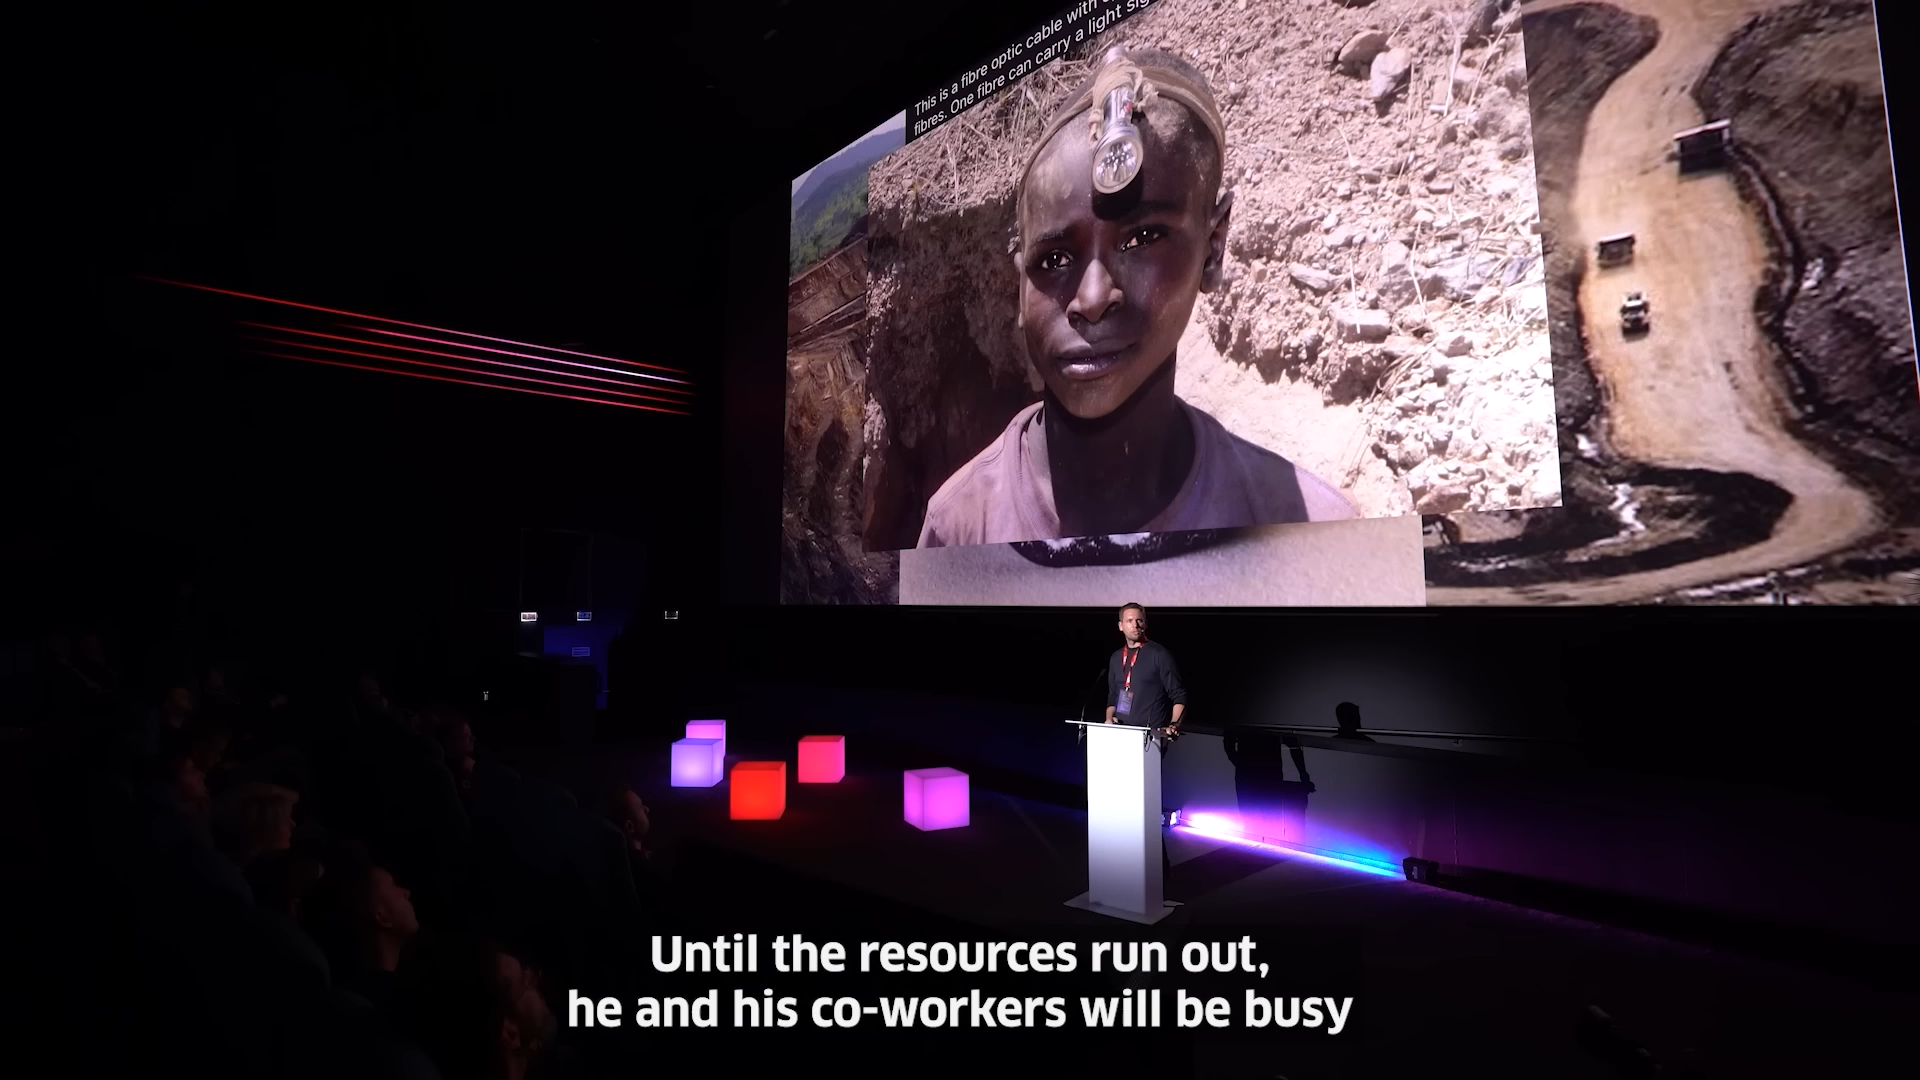 This is a fibre optic cable with
fibres. One fibre can carry a light
Until the resources run out,
he and his co-workers will be busy